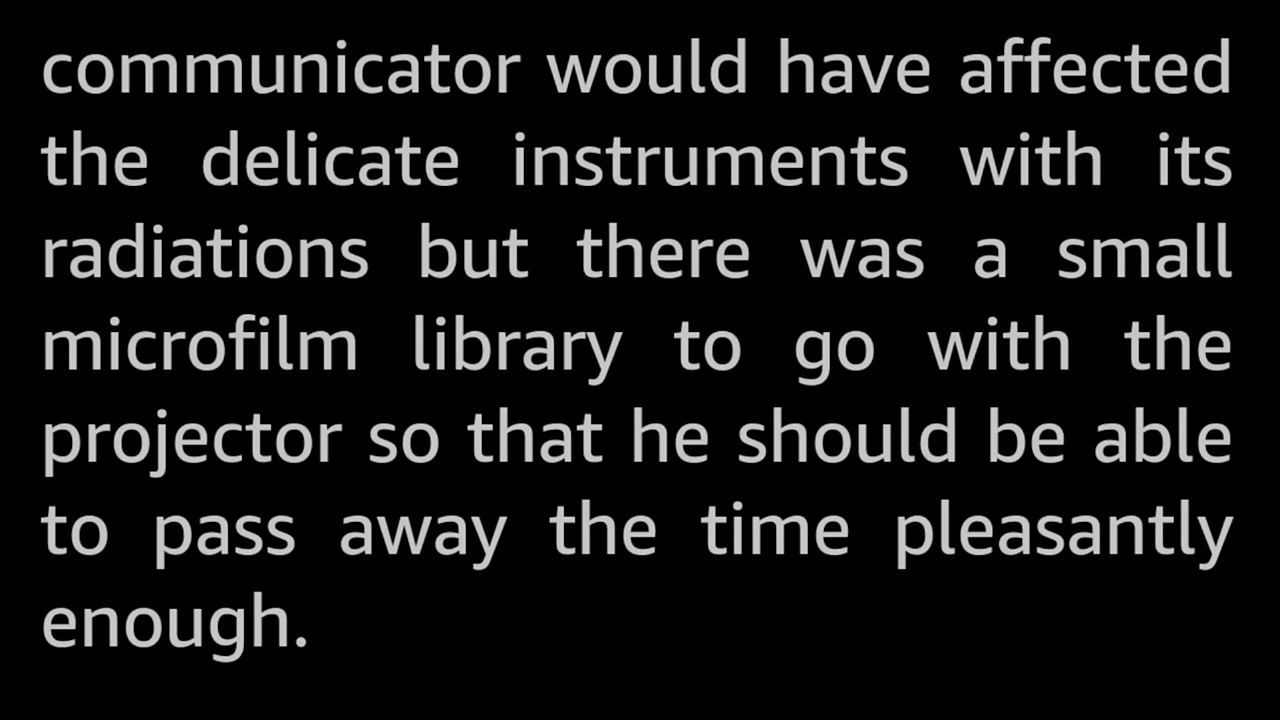 communicator would have affected
the delicate instruments with its
radiations but there was a small
microfilm library to go with the
projector so that he should be able
to pass away the time pleasantly
enough.